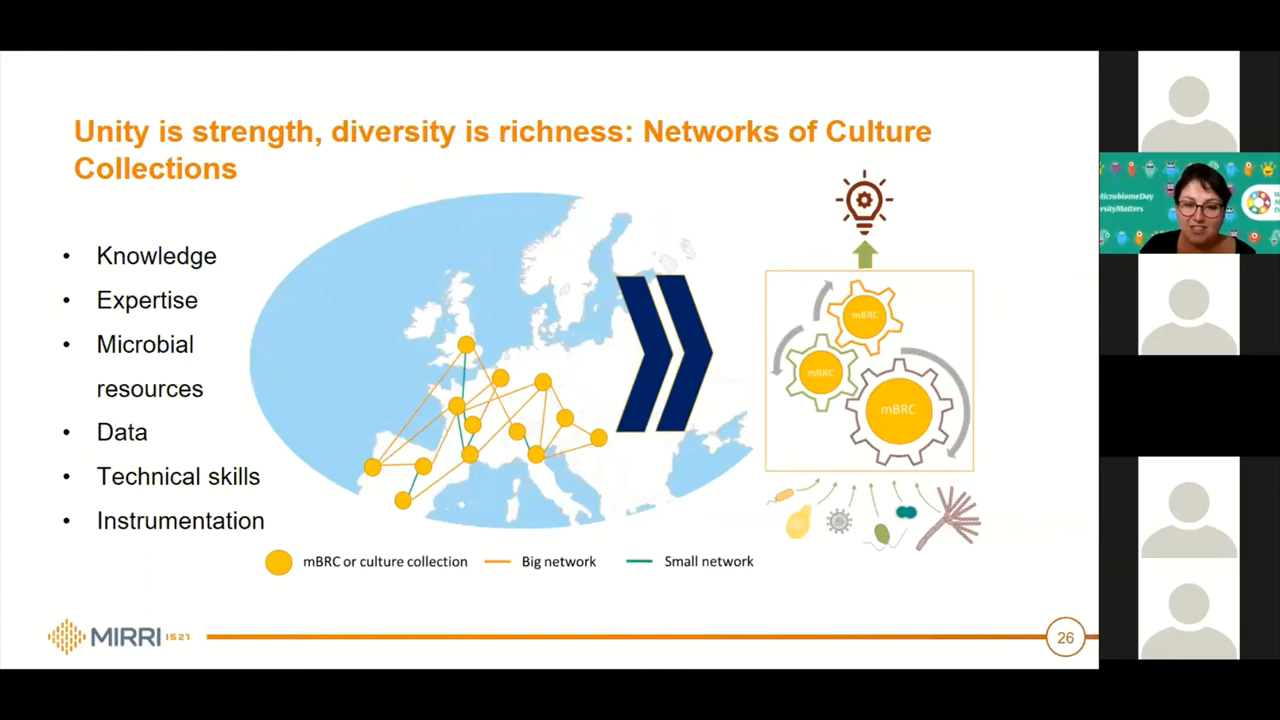 Unity is strength, diversity is richness: Networks of Culture
Collections
• Knowledge
• Expertise
• Microbial
resources
• Data
• Technical skills
• Instrumentation
mBRC
mBRC
mBRC
mBRC or culture collection
Big network
Small network
MIRRI IS21
26
MicrobiomeDay
ersityMatters